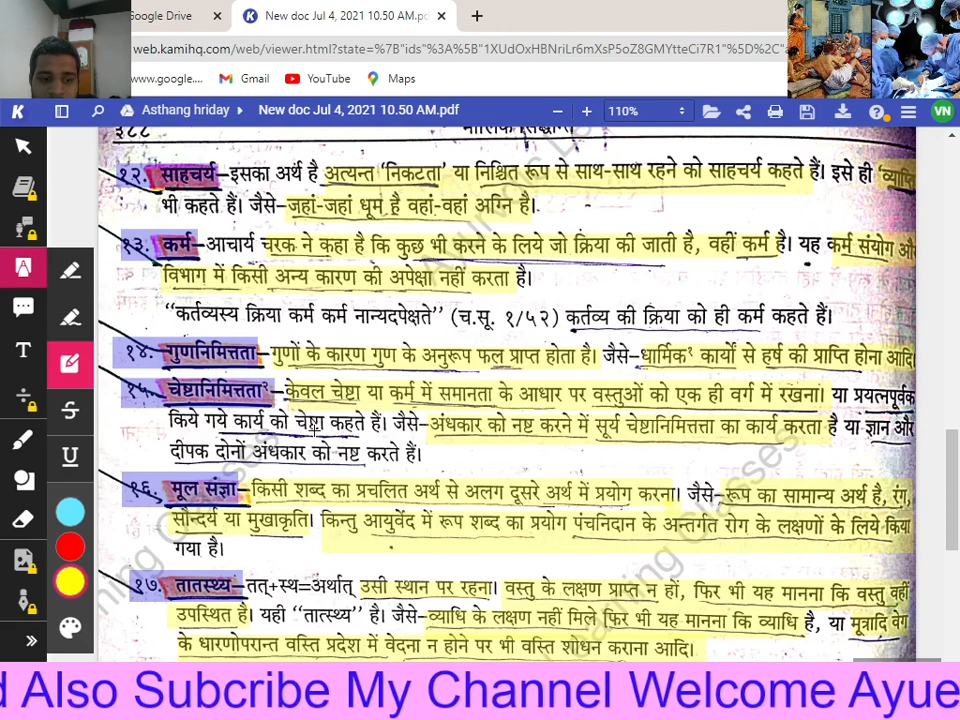 oogle Drive
New doc Jul 4, 2021 10.50 AM.pd
web.kamihq.com/web/viewer.html?state=%7B"ids"%3A%5B"1XUdOxHBNriLr6mXsP5oZ8GMYtteCi7R1"%5D%2C"a
www.google.... Gmail YouTube Maps
Asthang hriday New doc Jul 4, 2021 10.50 AM.pdf 110% VN
३८८
१२. साहचर्य–इसका अर्थ है अत्यन्त 'निकटता' या निश्चित रूप से साथ-साथ रहने को साहचर्य कहते हैं। इसे ही 'व्याप्ति
भी कहते हैं। जैसे–जहां-जहां धूम है वहां-वहां अग्नि है।
१३. कर्म–आचार्य चरक ने कहा है कि कुछ भी करने के लिये जो क्रिया की जाती है, वहीं कर्म है। यह कर्म संयोग और
विभाग में किसी अन्य कारण की अपेक्षा नहीं करता है।
"कर्तव्यस्य क्रिया कर्म कर्म नान्यदपेक्षते" (च.सू. १/५२) कर्तव्य की क्रिया को ही कर्म कहते हैं।
१४. गुणनिमित्तता–गुणों के कारण गुण के अनुरूप फल प्राप्त होता है। जैसे–धार्मिक¹ कार्यों से हर्ष की प्राप्ति होना आदि
१५. चेष्टानिमित्तता²–केवल चेष्टा या कर्म में समानता के आधार पर वस्तुओं को एक ही वर्ग में रखना। या प्रयत्नपूर्वक
किये गये कार्य को चेष्टा कहते हैं। जैसे–अंधकार को नष्ट करने में सूर्य चेष्टानिमित्तता का कार्य करता है या ज्ञान और
दीपक दोनों अंधकार को नष्ट करते हैं।
१६. मूल संज्ञा–किसी शब्द का प्रचलित अर्थ से अलग दूसरे अर्थ में प्रयोग करना। जैसे–रूप का सामान्य अर्थ है, रंग,
सौन्दर्य या मुखाकृति। किन्तु आयुर्वेद में रूप शब्द का प्रयोग पंचनिदान के अन्तर्गत रोग के लक्षणों के लिये किया
गया है।
१७. तातस्थ्य–तत्+स्थ=अर्थात् उसी स्थान पर रहना। वस्तु के लक्षण प्राप्त न हों, फिर भी यह मानना कि वस्तु वहीं
उपस्थित है। यही "तात्स्थ्य" है। जैसे–व्याधि के लक्षण नहीं मिले फिर भी यह मानना कि व्याधि है, या मूत्रादि वेग
के धारणोपरान्त वस्ति प्रदेश में वेदना न होने पर भी वस्ति शोधन कराना आदि।
d Also Subcribe My Channel Welcome Ayue